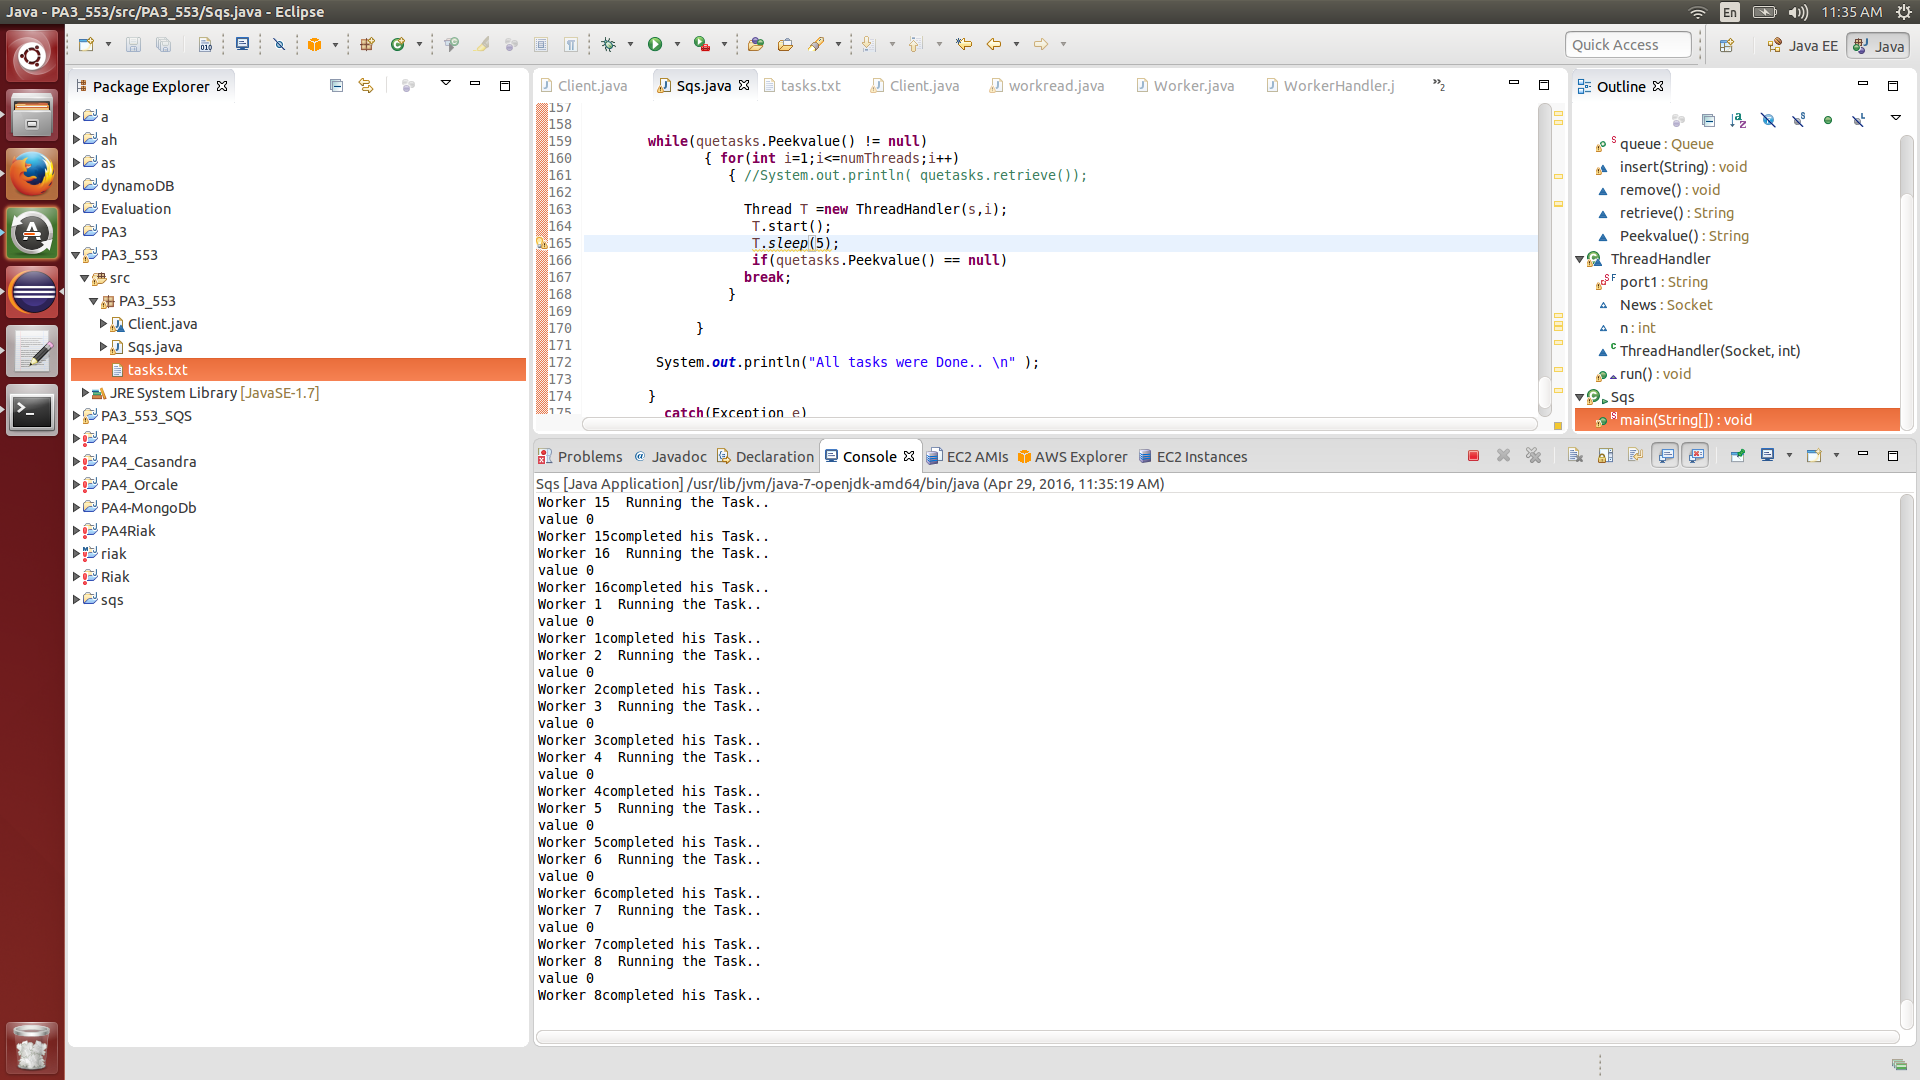 Java - PA3_553/src/PA3_553/Sqs.java - Eclipse
En
11:35 AM
Quick Access
Java EE
Java
Package Explorer
a
ah
as
dynamoDB
Evaluation
PA3
PA3_553
src
PA3_553
Client.java
Sqs.java
tasks.txt
JRE System Library [JavaSE-1.7]
PA3_553_SQS
PA4
PA4_Casandra
PA4_Orcale
PA4-MongoDb
PA4Riak
riak
Riak
sqs
Client.java
Sqs.java
tasks.txt
Client.java
workread.java
Worker.java
WorkerHandler.j
»2
157
158
159 while(quetasks.Peekvalue() != null)
160 { for(int i=1;i<=numThreads;i++)
161 { //System.out.println( quetasks.retrieve());
162
163 Thread T =new ThreadHandler(s,i);
164 T.start();
165 T.sleep(5);
166 if(quetasks.Peekvalue() == null)
167 break;
168 }
169
170 }
171
172 System.out.println("All tasks were Done.. \n" );
173
174 }
175 catch(Exception e)
Outline
queue : Queue
insert(String) : void
remove() : void
retrieve() : String
Peekvalue() : String
ThreadHandler
port1 : String
News : Socket
n : int
ThreadHandler(Socket, int)
run() : void
Sqs
main(String[]) : void
Problems
Javadoc
Declaration
Console
EC2 AMIs
AWS Explorer
EC2 Instances
Sqs [Java Application] /usr/lib/jvm/java-7-openjdk-amd64/bin/java (Apr 29, 2016, 11:35:19 AM)
Worker 15  Running the Task..
value 0
Worker 15completed his Task..
Worker 16  Running the Task..
value 0
Worker 16completed his Task..
Worker 1  Running the Task..
value 0
Worker 1completed his Task..
Worker 2  Running the Task..
value 0
Worker 2completed his Task..
Worker 3  Running the Task..
value 0
Worker 3completed his Task..
Worker 4  Running the Task..
value 0
Worker 4completed his Task..
Worker 5  Running the Task..
value 0
Worker 5completed his Task..
Worker 6  Running the Task..
value 0
Worker 6completed his Task..
Worker 7  Running the Task..
value 0
Worker 7completed his Task..
Worker 8  Running the Task..
value 0
Worker 8completed his Task..